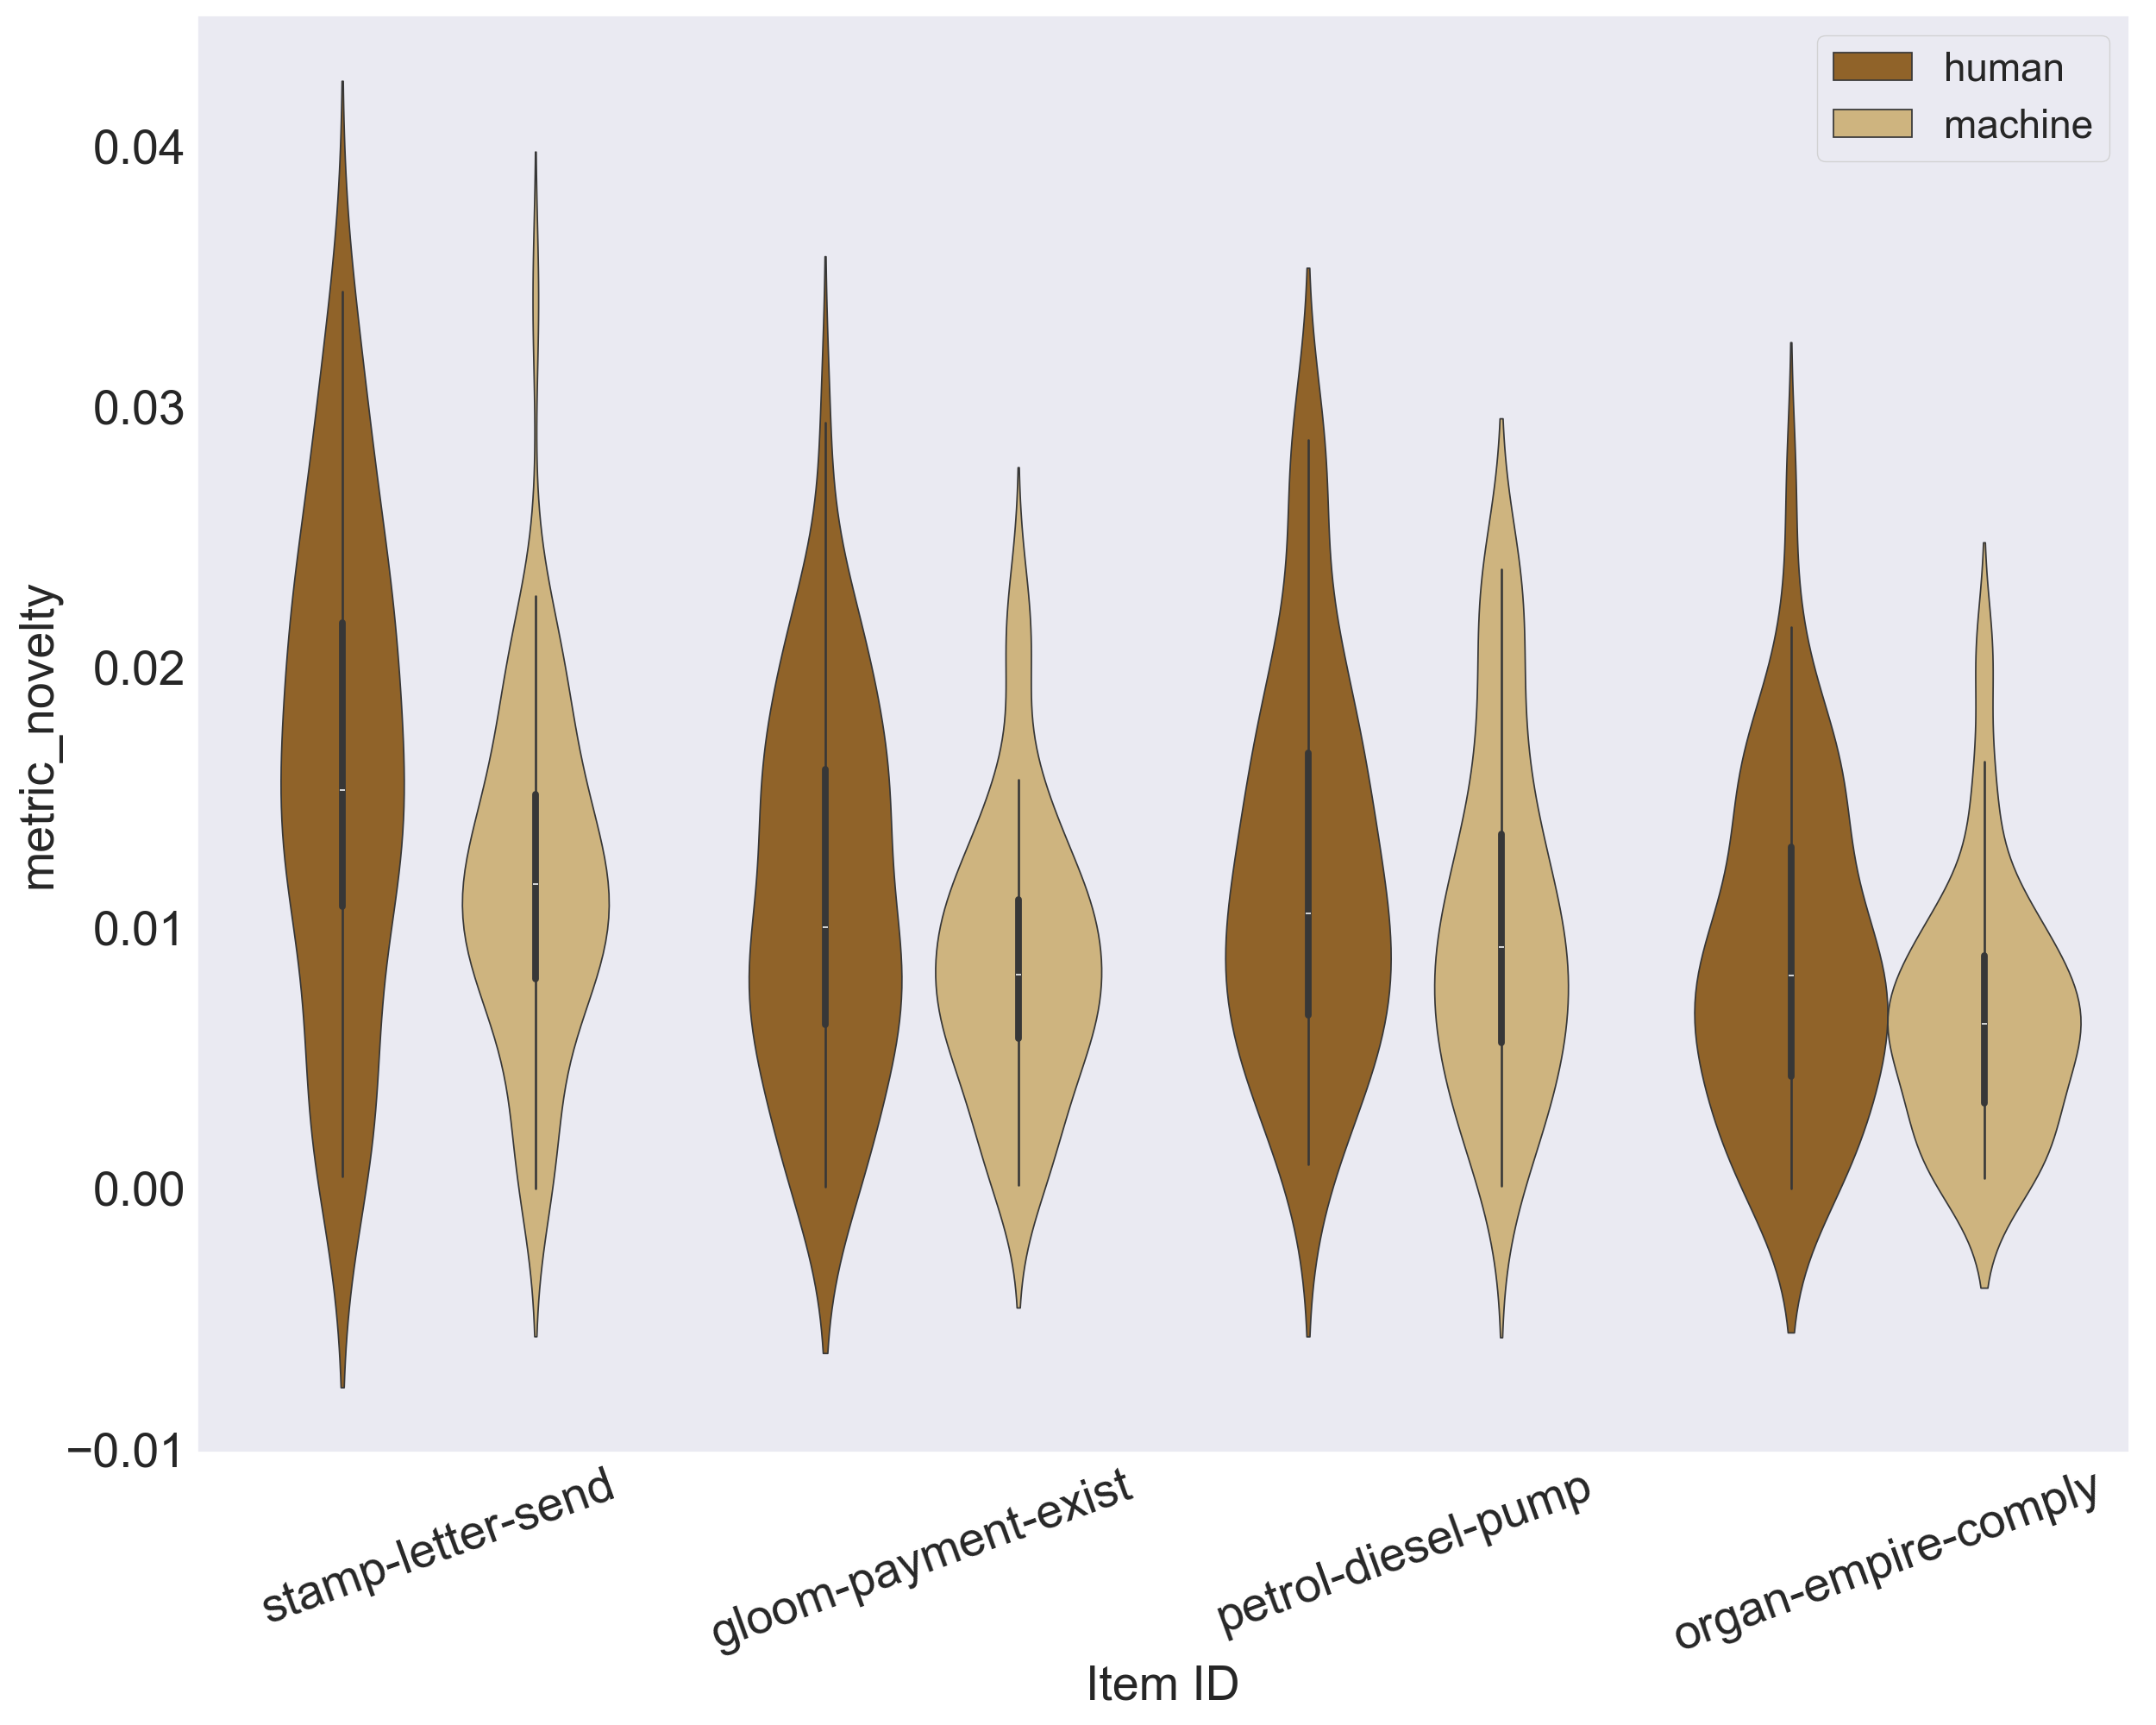 human
machine
metric_novelty
0.04
0.03
0.02
0.01
0.00
−0.01
stamp-letter-send
gloom-payment-exist
petrol-diesel-pump
organ-empire-comply
Item ID